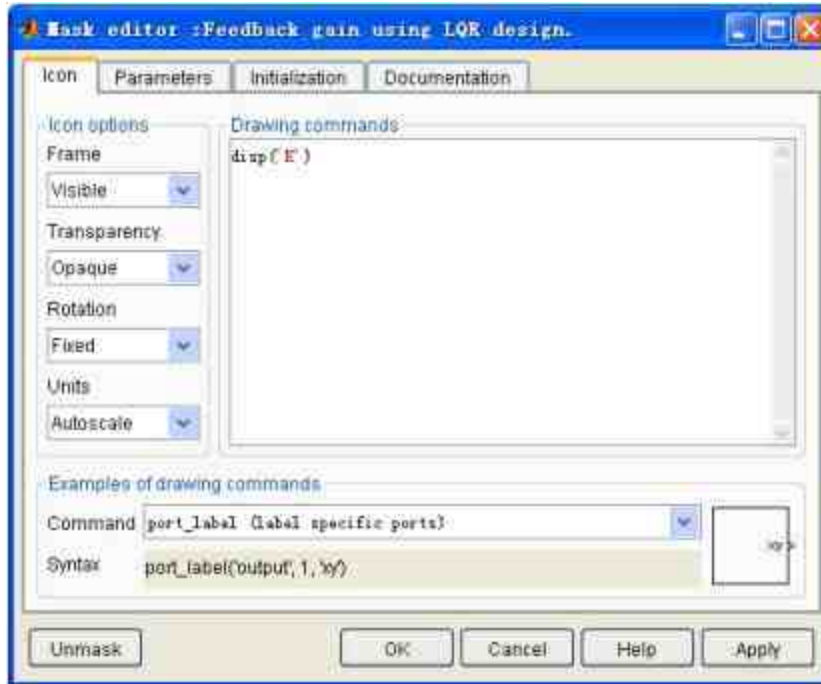 Mask editor :Feedback gain using LQR design.
Icon Parameters Initialization Documentation
Icon options
Drawing commands
Frame
Visible
Transparency
Opaque
Rotation
Fixed
Units
Autoscale
disp('K')
Examples of drawing commands
Command port_label (label specific ports)
xy >
Syntax port_label('output', 1, 'xy')
Unmask OK Cancel Help Apply